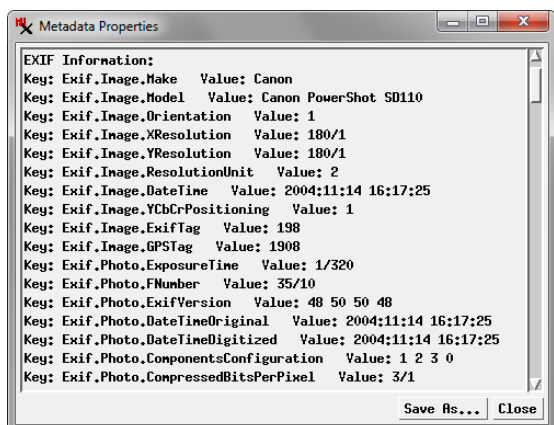 Metadata Properties
EXIF Information:
Key: Exif.Image.Make Value: Canon
Key: Exif.Image.Model Value: Canon PowerShot SD110
Key: Exif.Image.Orientation Value: 1
Key: Exif.Image.XResolution Value: 180/1
Key: Exif.Image.YResolution Value: 180/1
Key: Exif.Image.ResolutionUnit Value: 2
Key: Exif.Image.DateTime Value: 2004:11:14 16:17:25
Key: Exif.Image.YCbCrPositioning Value: 1
Key: Exif.Image.ExifTag Value: 198
Key: Exif.Image.GPSTag Value: 1908
Key: Exif.Photo.ExposureTime Value: 1/320
Key: Exif.Photo.FNumber Value: 35/10
Key: Exif.Photo.ExifVersion Value: 48 50 50 48
Key: Exif.Photo.DateTimeOriginal Value: 2004:11:14 16:17:25
Key: Exif.Photo.DateTimeDigitized Value: 2004:11:14 16:17:25
Key: Exif.Photo.ComponentsConfiguration Value: 1 2 3 0
Key: Exif.Photo.CompressedBitsPerPixel Value: 3/1
Save As... Close